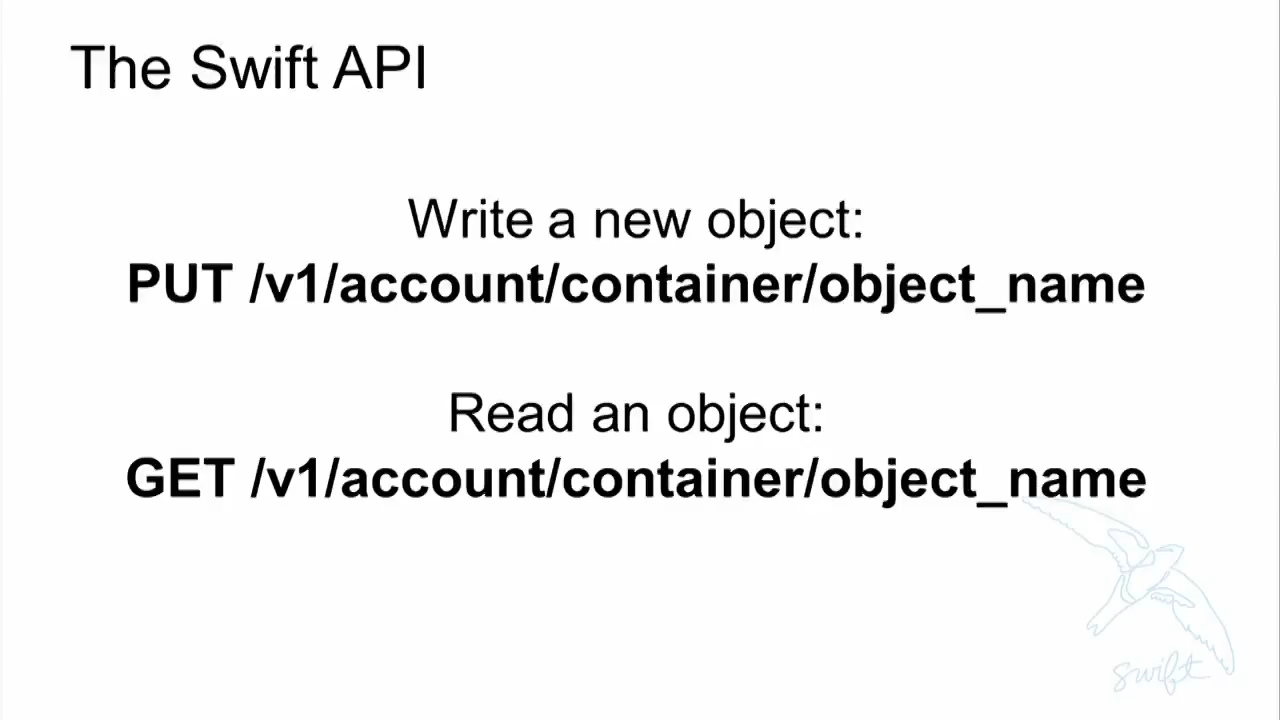 The Swift API
Write a new object:
PUT /v1/account/container/object_name
Read an object:
GET /v1/account/container/object_name
swift